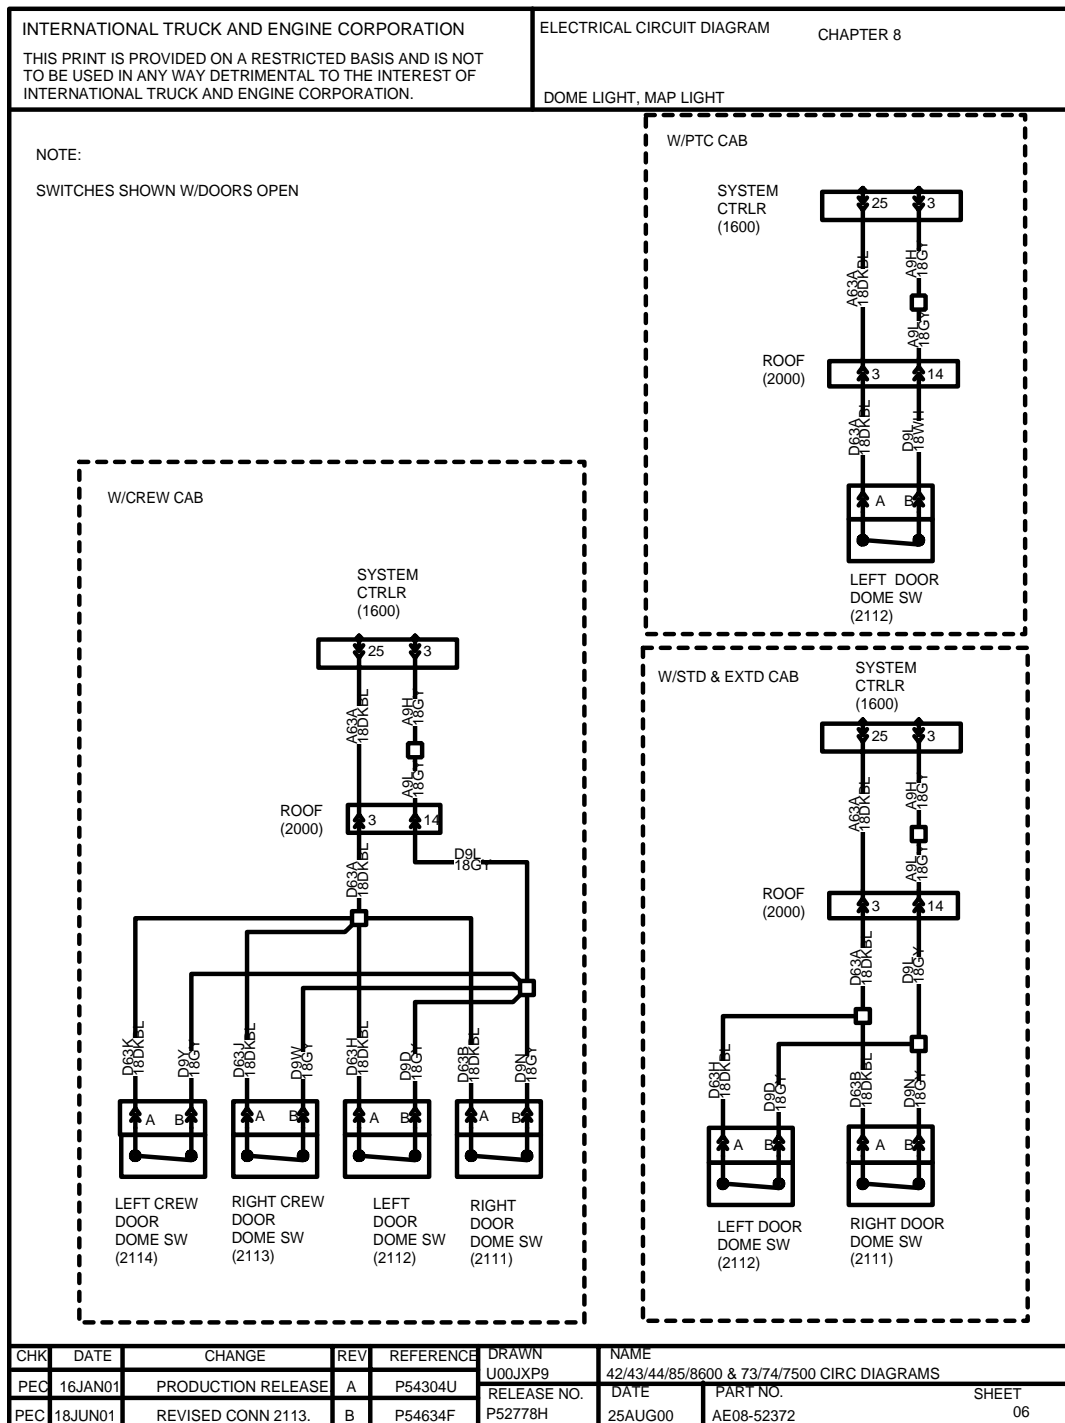 INTERNATIONAL TRUCK AND ENGINE CORPORATION
THIS PRINT IS PROVIDED ON A RESTRICTED BASIS AND IS NOT
TO BE USED IN ANY WAY DETRIMENTAL TO THE INTEREST OF
INTERNATIONAL TRUCK AND ENGINE CORPORATION.
ELECTRICAL CIRCUIT DIAGRAM
CHAPTER 8
DOME LIGHT, MAP LIGHT
NOTE:
SWITCHES SHOWN W/DOORS OPEN
W/PTC CAB
SYSTEM
CTRLR
(1600)
25
3
A63A
18DKBL
A9H
18GY
A9L
18GY
ROOF
(2000)
3
14
D63A
18DKBL
D9L
18WH
A
B
LEFT DOOR
DOME SW
(2112)
W/CREW CAB
SYSTEM
CTRLR
(1600)
25
3
A63A
18DKBL
A9H
18GY
A9L
18GY
ROOF
(2000)
3
14
D63A
18DKBL
D9L
18GY
D63K
18DKBL
D9Y
18GY
D63J
18DKBL
D9W
18GY
D63H
18DKBL
D9D
18GY
D63B
18DKBL
D9N
18GY
A
B
A
B
A
B
A
B
LEFT CREW
DOOR
DOME SW
(2114)
RIGHT CREW
DOOR
DOME SW
(2113)
LEFT
DOOR
DOME SW
(2112)
RIGHT
DOOR
DOME SW
(2111)
W/STD & EXTD CAB
SYSTEM
CTRLR
(1600)
25
3
A63A
18DKBL
A9H
18GY
A9L
18GY
ROOF
(2000)
3
14
D63A
18DKBL
D9L
18GY
D63H
18DKBL
D9D
18GY
D63B
18DKBL
D9N
18GY
A
B
A
B
LEFT DOOR
DOME SW
(2112)
RIGHT DOOR
DOME SW
(2111)
CHK DATE CHANGE REV REFERENCE
PEC 16JAN01 PRODUCTION RELEASE A P54304U
PEC 18JUN01 REVISED CONN 2113. B P54634F
DRAWN
U00JXP9
RELEASE NO.
P52778H
NAME
42/43/44/85/8600 & 73/74/7500 CIRC DIAGRAMS
DATE
25AUG00
PART NO.
AE08-52372
SHEET
06